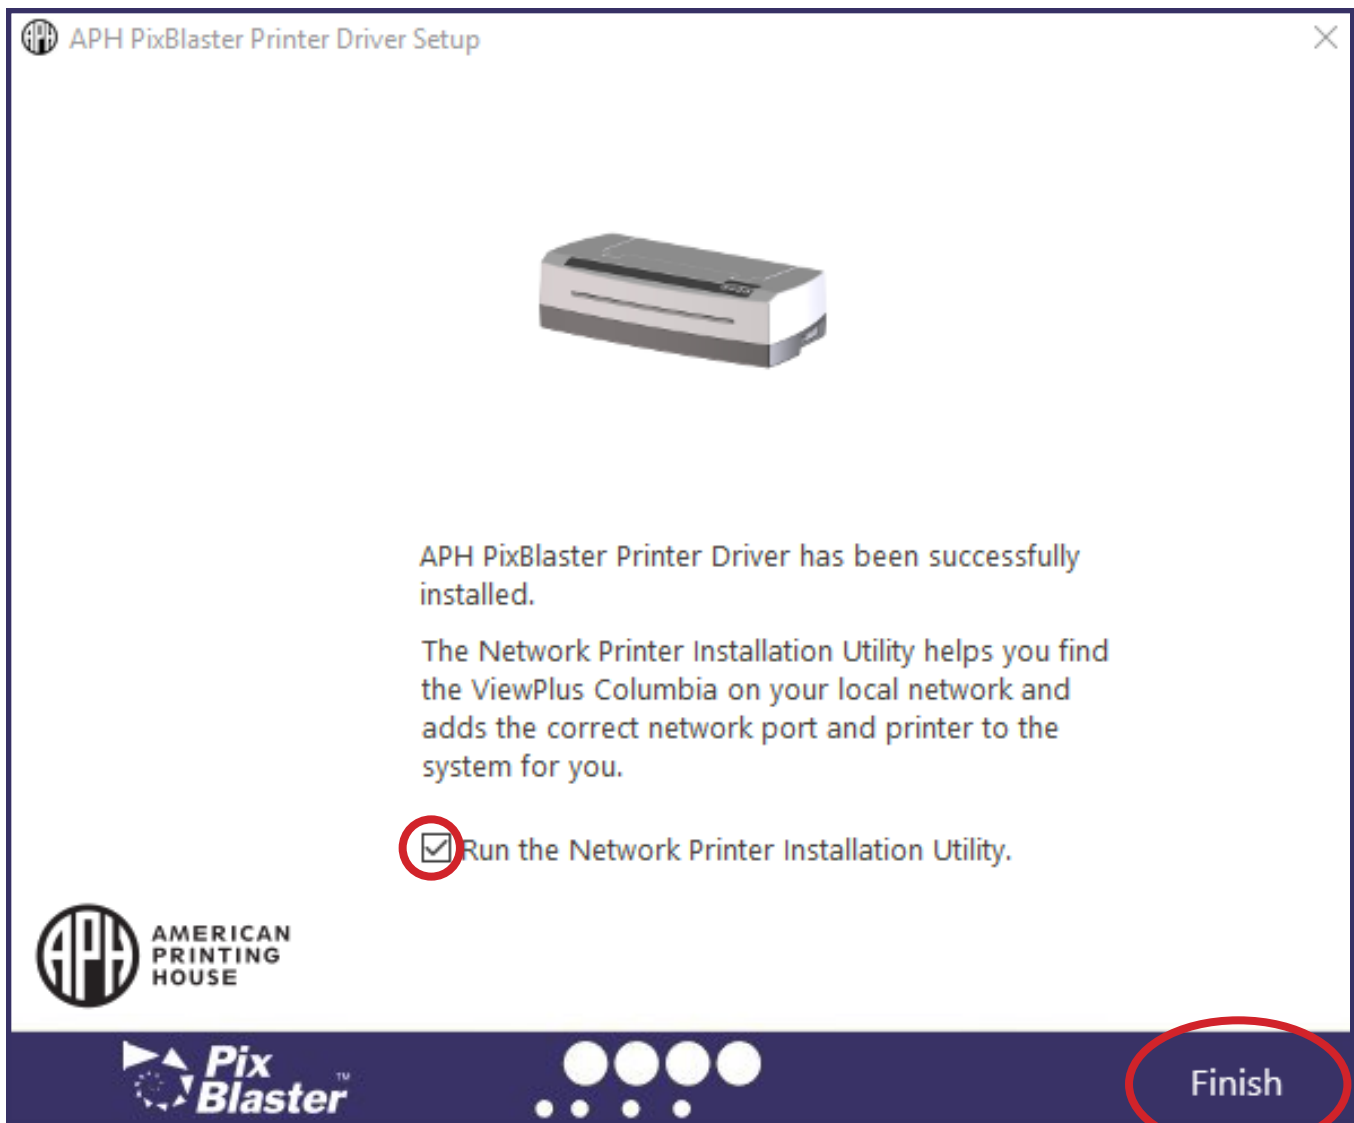 APH PixBlaster Printer Driver Setup
APH PixBlaster Printer Driver has been successfully
installed.
The Network Printer Installation Utility helps you find
the ViewPlus Columbia on your local network and
adds the correct network port and printer to the
system for you.
Run the Network Printer Installation Utility.
APH
AMERICAN
PRINTING
HOUSE
Pix
Blaster™
Finish